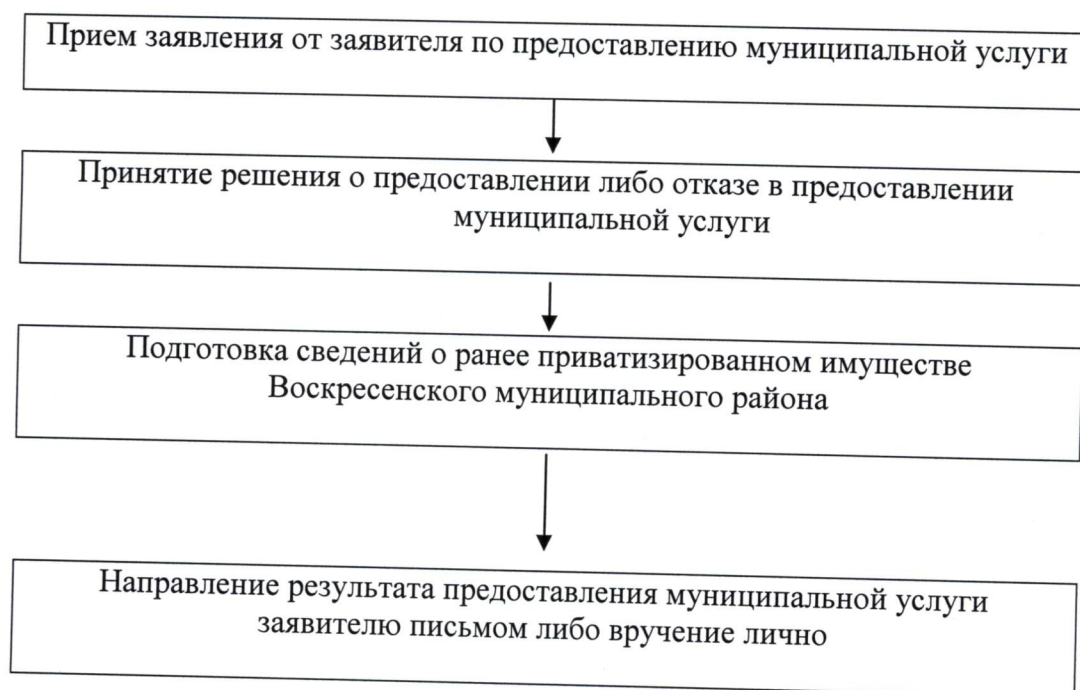 Прием заявления от заявителя по предоставлению муниципальной услуги
Принятие решения о предоставлении либо отказе в предоставлении
муниципальной услуги
Подготовка сведений о ранее приватизированном имуществе
Воскресенского муниципального района
Направление результата предоставления муниципальной услуги
заявителю письмом либо вручение лично